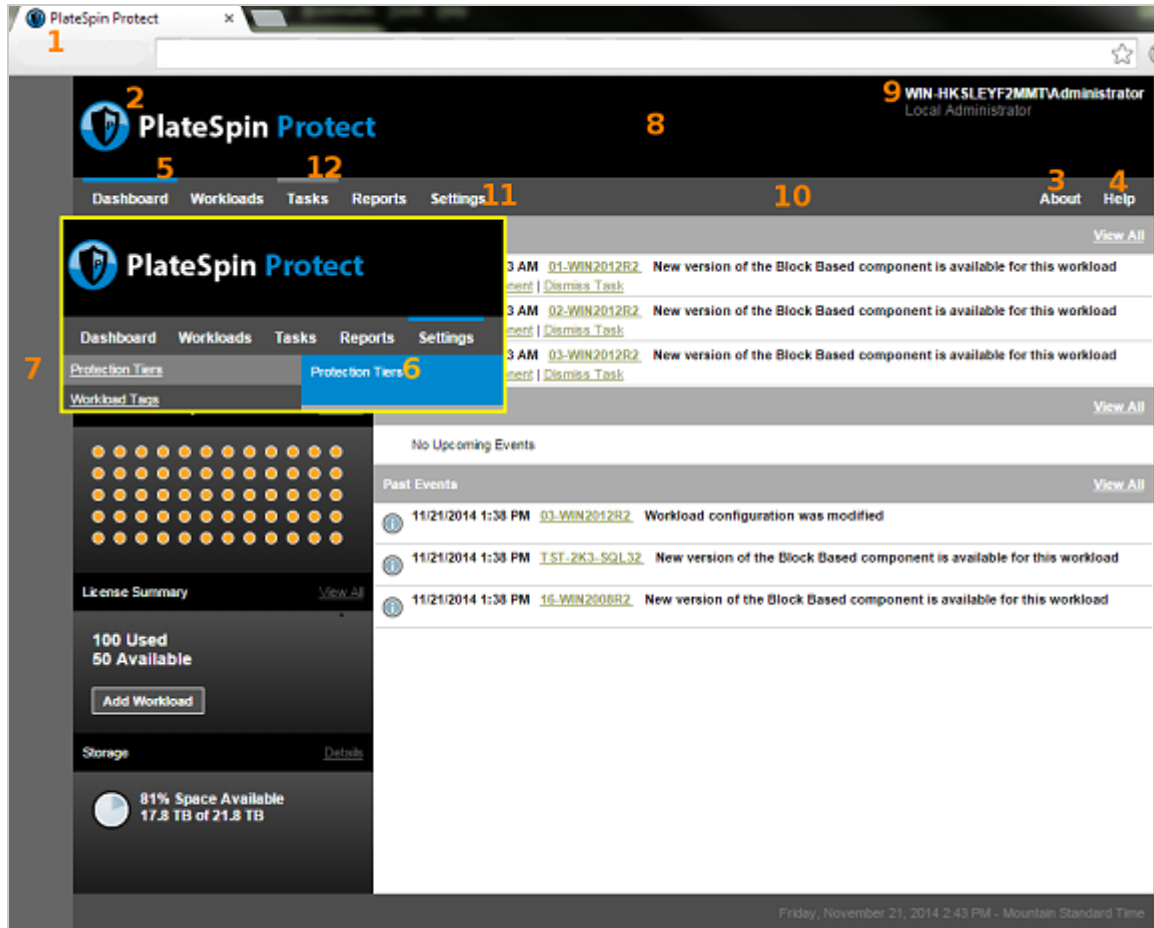 PlateSpin Protect ×
1
9 WIN-HKSLEYF2MMT\Administrator
Local Administrator
2
PlateSpin Protect
8
5 12 3 4
Dashboard Workloads Tasks Reports Settings 11 10 About Help
View All
PlateSpin Protect
3 AM 01-WIN2012R2 New version of the Block Based component is available for this workload
nent | Dismiss Task
3 AM 02-WIN2012R2 New version of the Block Based component is available for this workload
nent | Dismiss Task
Dashboard Workloads Tasks Reports Settings
3 AM 03-WIN2012R2 New version of the Block Based component is available for this workload
nent | Dismiss Task
7 Protection Tiers Protection Tiers 6
Workload Tags
View All
No Upcoming Events
Past Events View All
11/21/2014 1:38 PM 03-WIN2012R2 Workload configuration was modified
11/21/2014 1:38 PM TST-2K3-SQL32 New version of the Block Based component is available for this workload
11/21/2014 1:38 PM 16-WIN2008R2 New version of the Block Based component is available for this workload
License Summary View All
100 Used
50 Available
Add Workload
Storage Details
81% Space Available
17.8 TB of 21.8 TB
Friday, November 21, 2014 2:43 PM - Mountain Standard Time